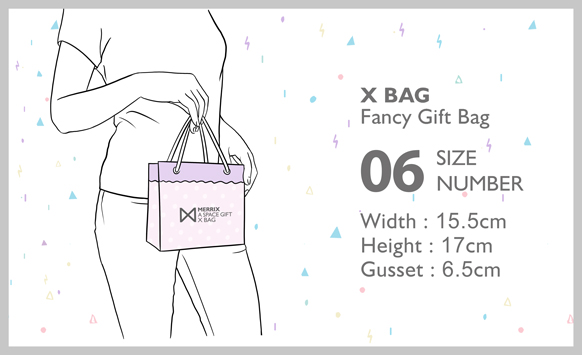 X BAG
Fancy Gift Bag
06 SIZE
NUMBER
Width : 15.5cm
Height : 17cm
Gusset : 6.5cm
MERRIX
A SPACE GIFT
X BAG